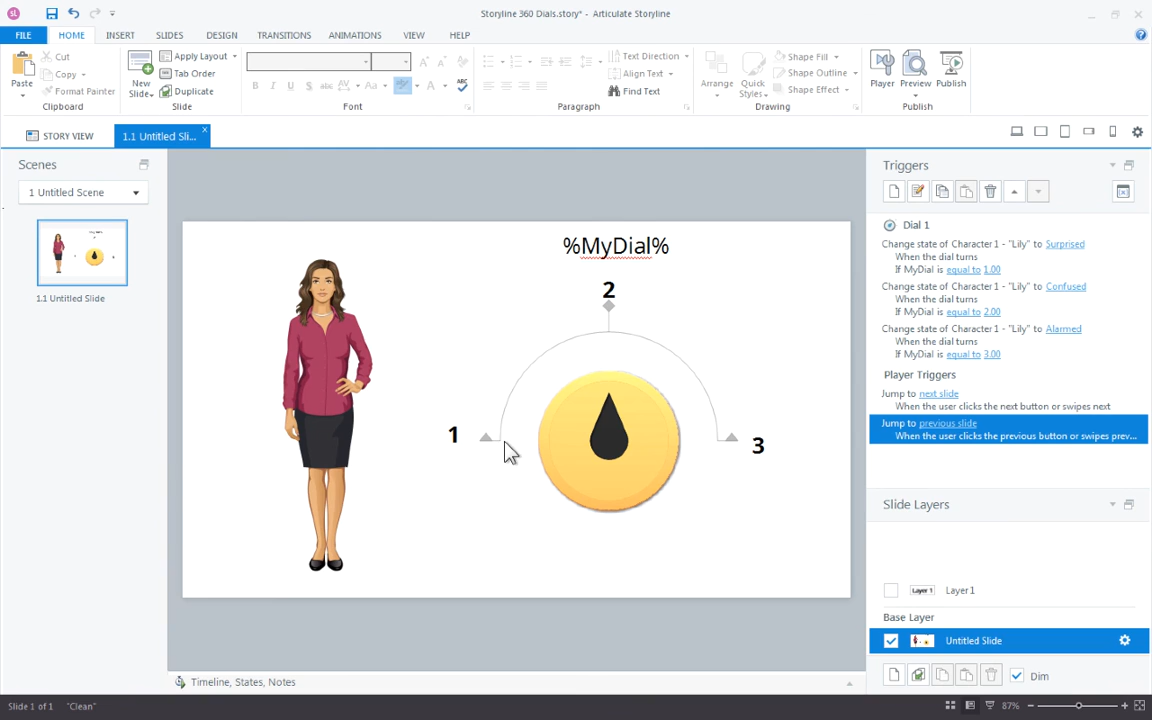 sl
Storyline 360 Dials.story* - Articulate Storyline
FILE HOME INSERT SLIDES DESIGN TRANSITIONS ANIMATIONS VIEW HELP
Paste
Cut
Copy
Format Painter
Clipboard
New Slide
Apply Layout
Tab Order
Duplicate
Slide
B I U S abc AV Aa A ABC
Font
Text Direction
Align Text
Find Text
Paragraph
Arrange
Quick Styles
Shape Fill
Shape Outline
Shape Effect
Drawing
Player
Preview
Publish
Publish
STORY VIEW
1.1 Untitled Sli...
Scenes
1 Untitled Scene
1.1 Untitled Slide
%MyDial%
2
1
3
Timeline, States, Notes
Triggers
Dial 1
Change state of Character 1 - "Lily" to Surprised
When the dial turns
If MyDial is equal to 1.00
Change state of Character 1 - "Lily" to Confused
When the dial turns
If MyDial is equal to 2.00
Change state of Character 1 - "Lily" to Alarmed
When the dial turns
If MyDial is equal to 3.00
Player Triggers
Jump to next slide
When the user clicks the next button or swipes next
Jump to previous slide
When the user clicks the previous button or swipes prev...
Slide Layers
Layer 1 Layer 1
Base Layer
Untitled Slide
Dim
Slide 1 of 1 "Clean"
87%